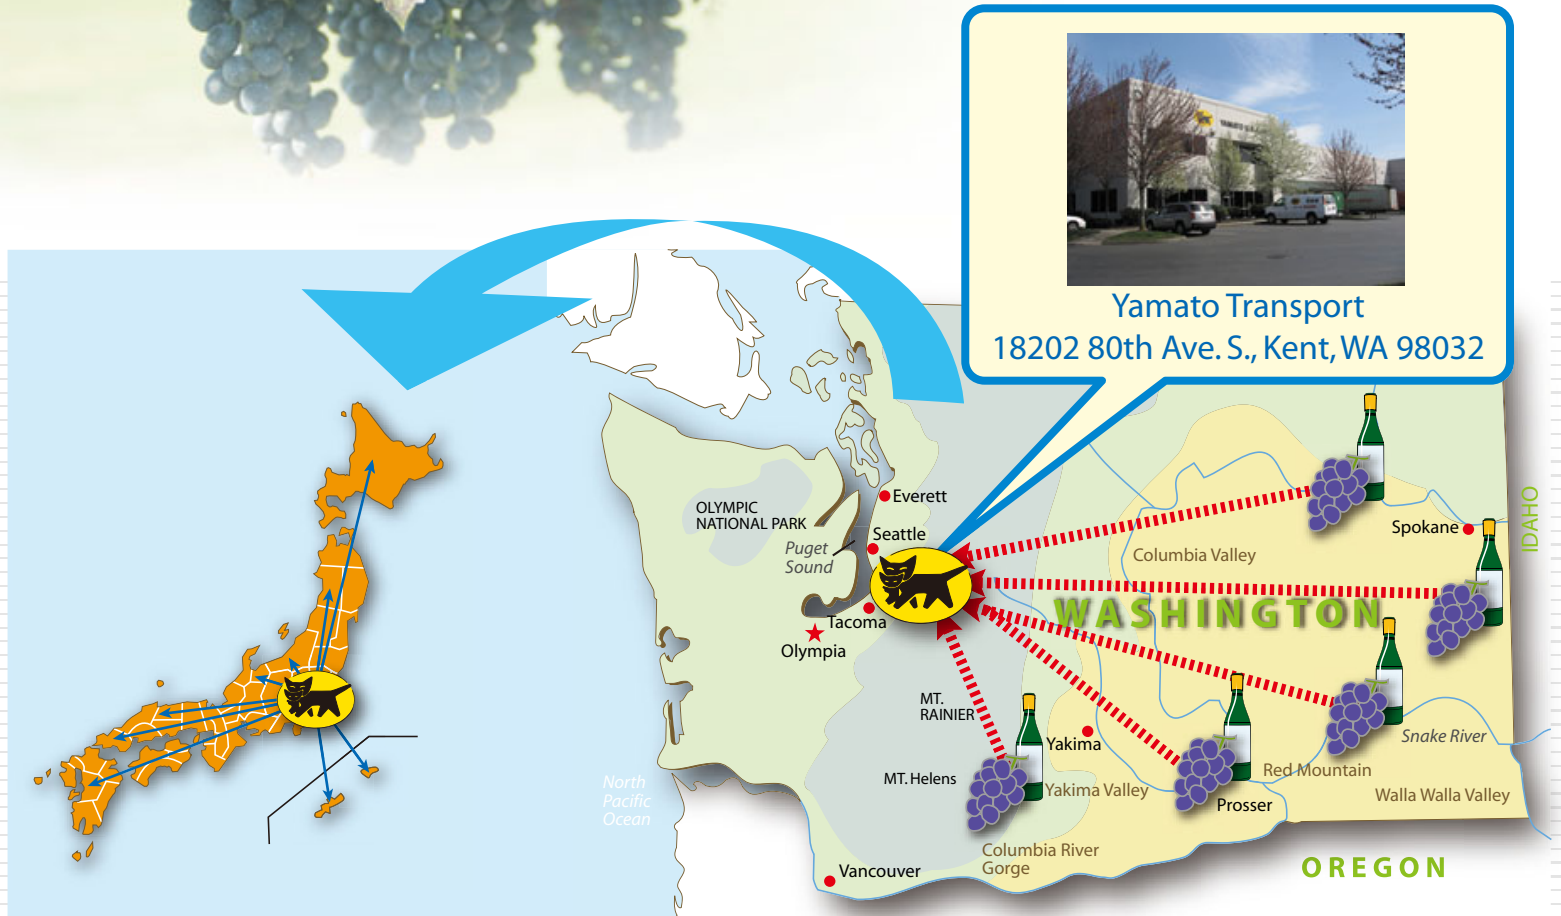 YAMATO
Yamato Transport
18202 80th Ave. S., Kent, WA 98032
Everett
OLYMPIC
NATIONAL PARK
Seattle
Puget
Sound
Spokane
IDAHO
Columbia Valley
WASHINGTON
Tacoma
Olympia
MT.
RAINIER
Yakima
Snake River
MT. Helens
Red Mountain
North
Pacific
Ocean
Yakima Valley
Prosser
Walla Walla Valley
Columbia River
Gorge
Vancouver
OREGON